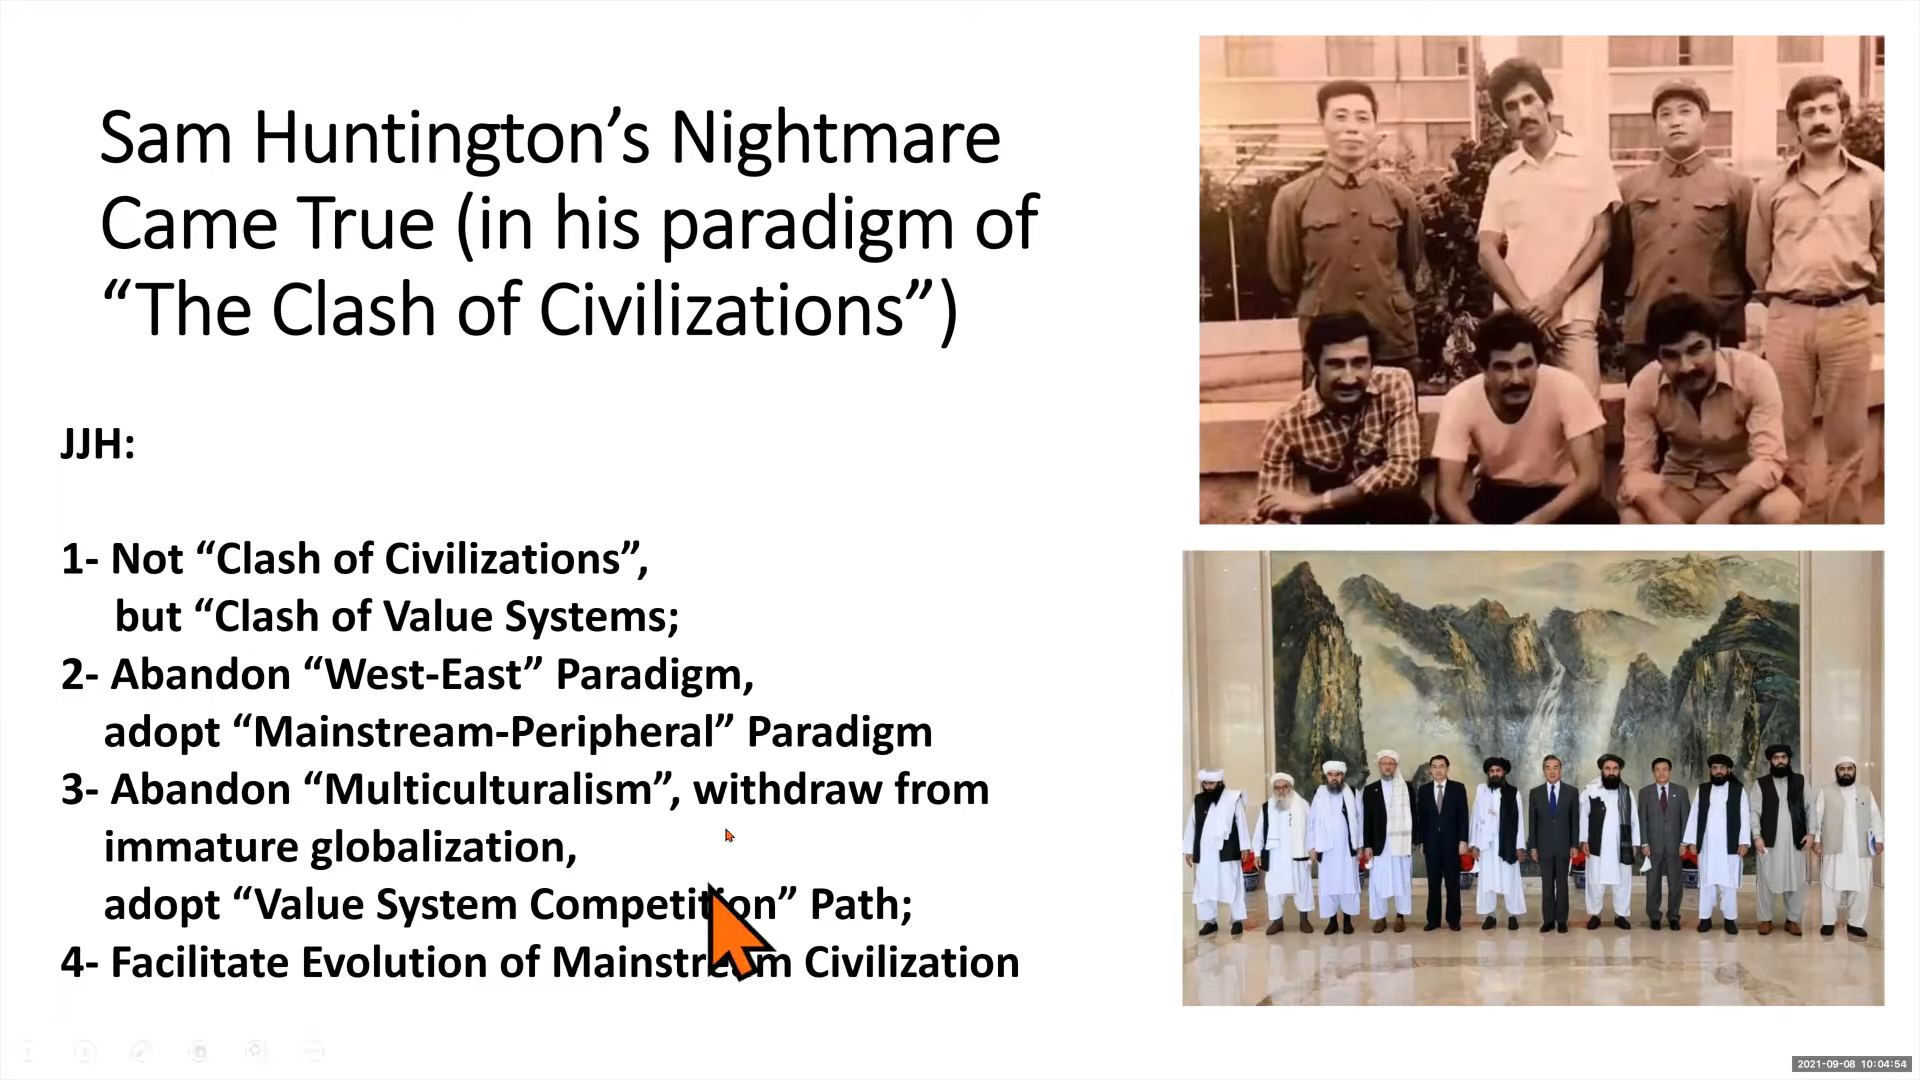 Sam Huntington’s Nightmare
Came True (in his paradigm of
“The Clash of Civilizations”)
JJH:
1- Not “Clash of Civilizations”,
but “Clash of Value Systems;
2- Abandon “West-East” Paradigm,
adopt “Mainstream-Peripheral” Paradigm
3- Abandon “Multiculturalism”, withdraw from
immature globalization,
adopt “Value System Competition” Path;
4- Facilitate Evolution of Mainstream Civilization
2021-09-08 10:04:54